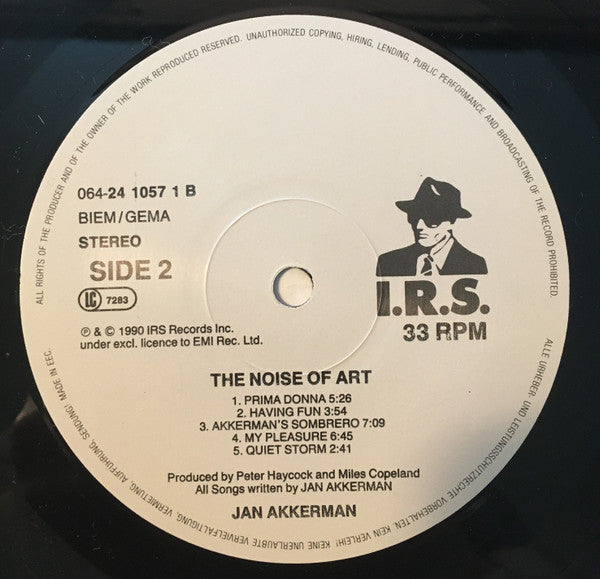 ALL RIGHTS OF THE PRODUCER AND OF THE OWNER OF THE WORK REPRODUCED RESERVED. UNAUTHORIZED COPYING, HIRING, LENDING, PUBLIC PERFORMANCE AND BROADCASTING OF THE RECORD PROHIBITED.
064-24 1057 1 B
BIEM/GEMA
STEREO
SIDE 2
LC 7283
I.R.S.
33 RPM
℗ & © 1990 IRS Records Inc.
under excl. licence to EMI Rec. Ltd.
THE NOISE OF ART
1. PRIMA DONNA 5:26
2. HAVING FUN 3:54
3. AKKERMAN'S SOMBRERO 7:09
4. MY PLEASURE 6:45
5. QUIET STORM 2:41
Produced by Peter Haycock and Miles Copeland
All Songs written by JAN AKKERMAN
JAN AKKERMAN
ALLE URHEBER- UND LEISTUNGSSCHUTZRECHTE VORBEHALTEN. KEIN VERLEIH! KEINE UNERLAUBTE VERVIELFÄLTIGUNG, VERMIETUNG, AUFFÜHRUNG, SENDUNG! MADE IN EEC.